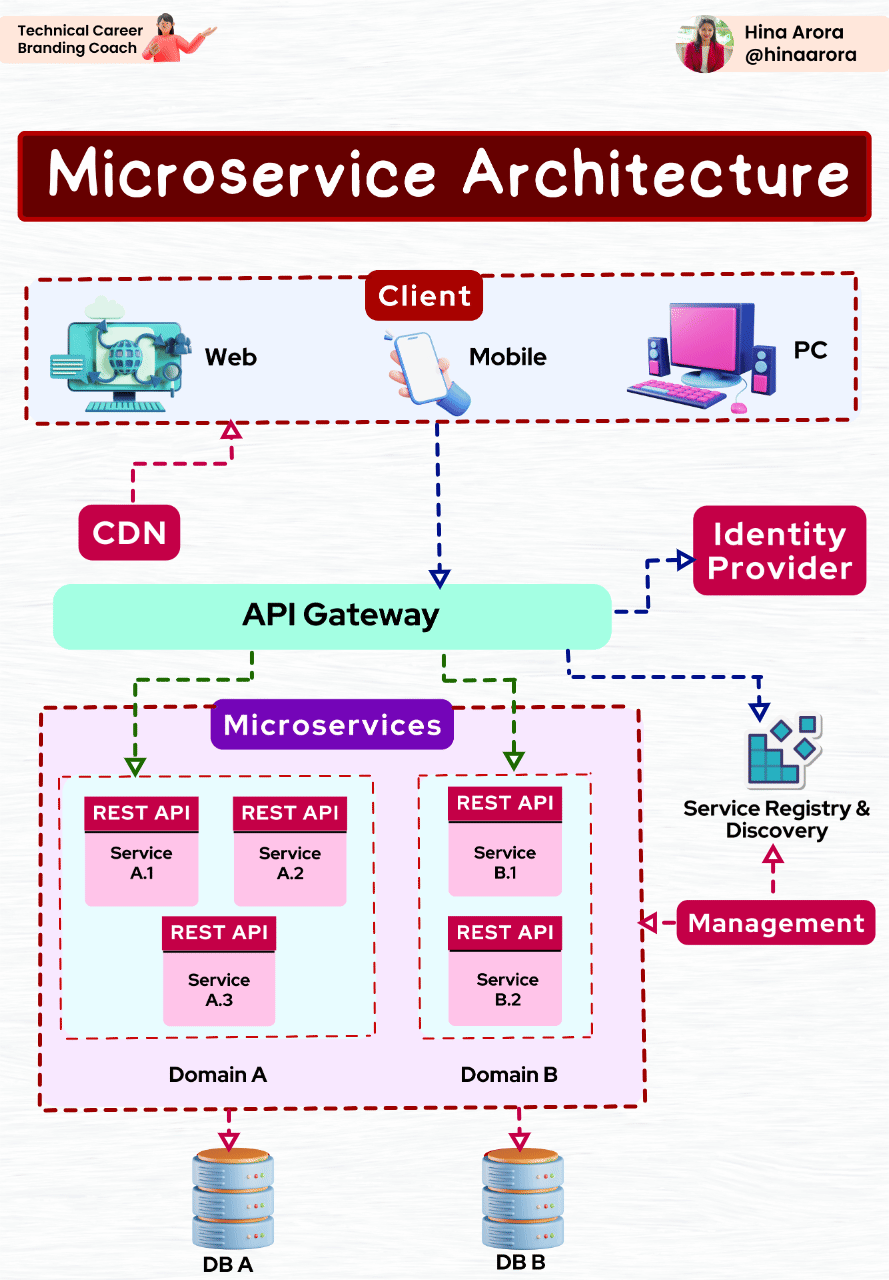 Technical Career
Branding Coach
Hina Arora
@hinaarora
Microservice Architecture
Client
Web
Mobile
PC
CDN
Identity
Provider
API Gateway
Microservices
REST API
Service
A.1
REST API
Service
A.2
REST API
Service
A.3
Domain A
REST API
Service
B.1
REST API
Service
B.2
Domain B
Service Registry &
Discovery
Management
DB A
DB B